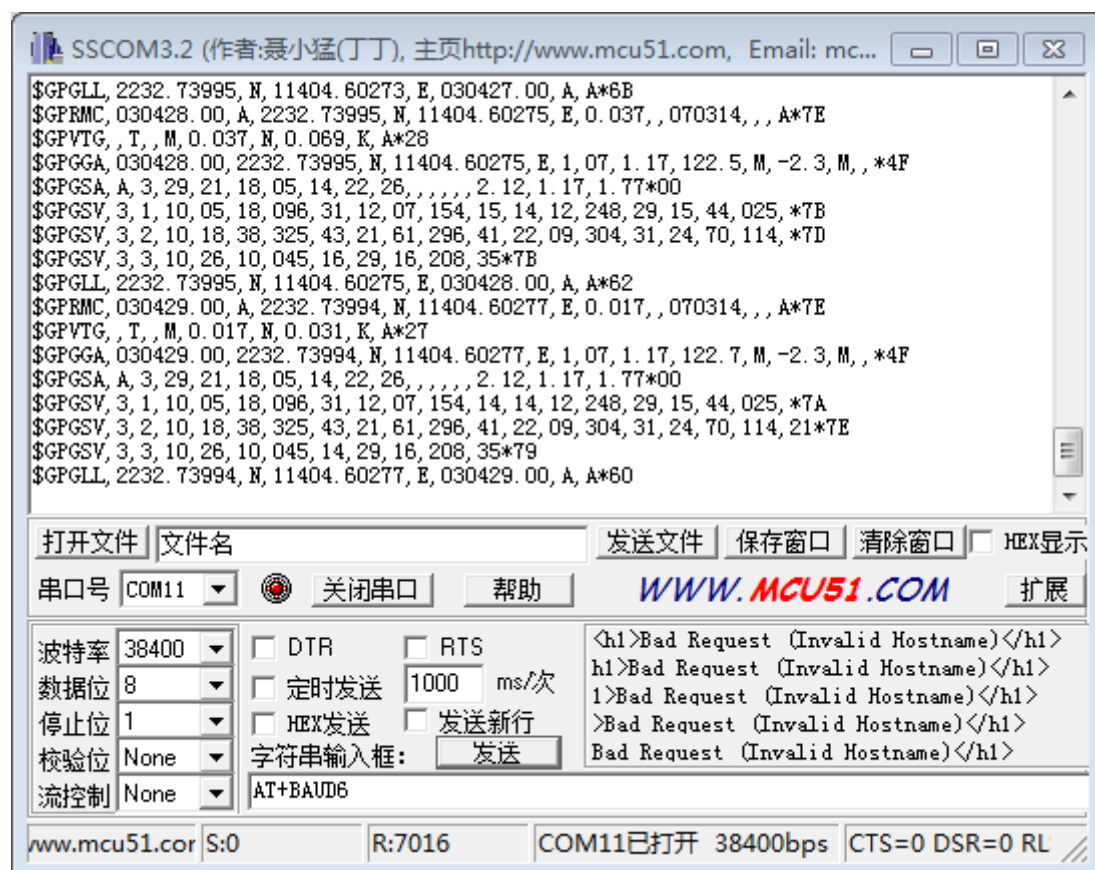 SSCOM3.2 (作者:聂小猛(丁丁), 主页http://www.mcu51.com, Email: mc...
$GPGLL,2232.73995,N,11404.60273,E,030427.00,A,A*6B
$GPRMC,030428.00,A,2232.73995,N,11404.60275,E,0.037,,070314,,,A*7E
$GPVTG,,T,,M,0.037,N,0.069,K,A*28
$GPGGA,030428.00,2232.73995,N,11404.60275,E,1,07,1.17,122.5,M,-2.3,M,,*4F
$GPGSA,A,3,29,21,18,05,14,22,26,,,,,,2.12,1.17,1.77*00
$GPGSV,3,1,10,05,18,096,31,12,07,154,15,14,12,248,29,15,44,025,*7B
$GPGSV,3,2,10,18,38,325,43,21,61,296,41,22,09,304,31,24,70,114,*7D
$GPGSV,3,3,10,26,10,045,16,29,16,208,35*7B
$GPGLL,2232.73995,N,11404.60275,E,030428.00,A,A*62
$GPRMC,030429.00,A,2232.73994,N,11404.60277,E,0.017,,070314,,,A*7E
$GPVTG,,T,,M,0.017,N,0.031,K,A*27
$GPGGA,030429.00,2232.73994,N,11404.60277,E,1,07,1.17,122.7,M,-2.3,M,,*4F
$GPGSA,A,3,29,21,18,05,14,22,26,,,,,,2.12,1.17,1.77*00
$GPGSV,3,1,10,05,18,096,31,12,07,154,14,14,12,248,29,15,44,025,*7A
$GPGSV,3,2,10,18,38,325,43,21,61,296,41,22,09,304,31,24,70,114,21*7E
$GPGSV,3,3,10,26,10,045,14,29,16,208,35*79
$GPGLL,2232.73994,N,11404.60277,E,030429.00,A,A*60
打开文件 文件名 发送文件 保存窗口 清除窗口 HEX显示
串口号 COM11 关闭串口 帮助 WWW.MCU51.COM 扩展
波特率 38400 DTR RTS
数据位 8 定时发送 1000 ms/次
停止位 1 HEX发送 发送新行
校验位 None 字符串输入框: 发送
流控制 None AT+BAUD6
<h1>Bad Request (Invalid Hostname)</h1>
h1>Bad Request (Invalid Hostname)</h1>
1>Bad Request (Invalid Hostname)</h1>
>Bad Request (Invalid Hostname)</h1>
Bad Request (Invalid Hostname)</h1>
www.mcu51.cor S:0 R:7016 COM11已打开 38400bps CTS=0 DSR=0 RL